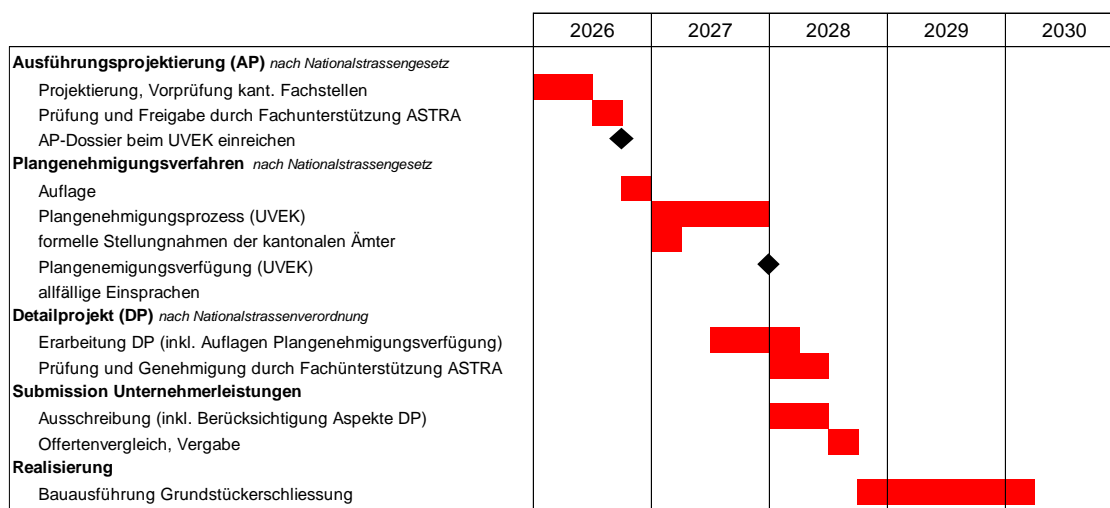 2026 2027 2028 2029 2030
Ausführungsprojektierung (AP) nach Nationalstrassengesetz
Projektierung, Vorprüfung kant. Fachstellen
Prüfung und Freigabe durch Fachunterstützung ASTRA
AP-Dossier beim UVEK einreichen
Plangenehmigungsverfahren nach Nationalstrassengesetz
Auflage
Plangenehmigungsprozess (UVEK)
formelle Stellungnahmen der kantonalen Ämter
Plangenemigungsverfügung (UVEK)
allfällige Einsprachen
Detailprojekt (DP) nach Nationalstrassenverordnung
Erarbeitung DP (inkl. Auflagen Plangenehmigungsverfügung)
Prüfung und Genehmigung durch Fachünterstützung ASTRA
Submission Unternehmerleistungen
Ausschreibung (inkl. Berücksichtigung Aspekte DP)
Offertenvergleich, Vergabe
Realisierung
Bauausführung Grundstückerschliessung